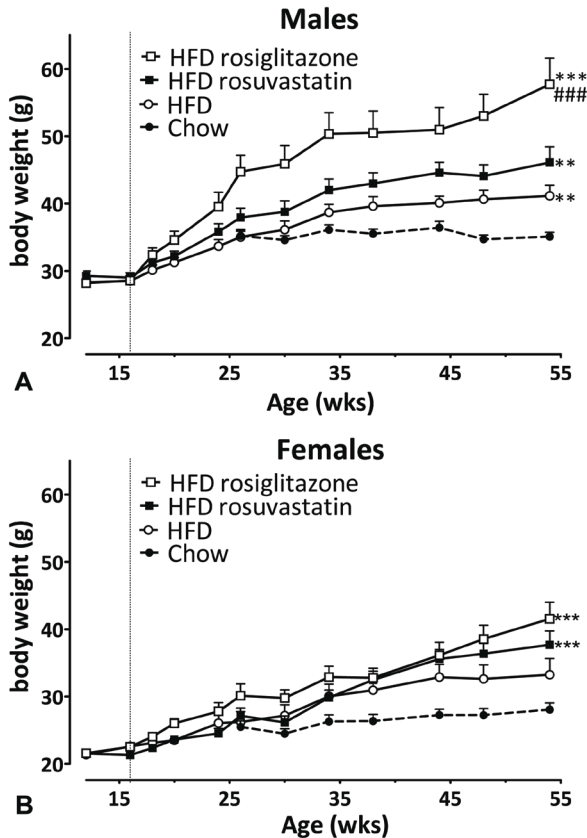 Males
HFD rosiglitazone
HFD rosuvastatin
HFD
Chow
body weight (g)
60
50
40
30
20
***
###
**
**
15 25 35 45 55
Age (wks)
A
Females
HFD rosiglitazone
HFD rosuvastatin
HFD
Chow
body weight (g)
60
50
40
30
20
***
***
15 25 35 45 55
Age (wks)
B